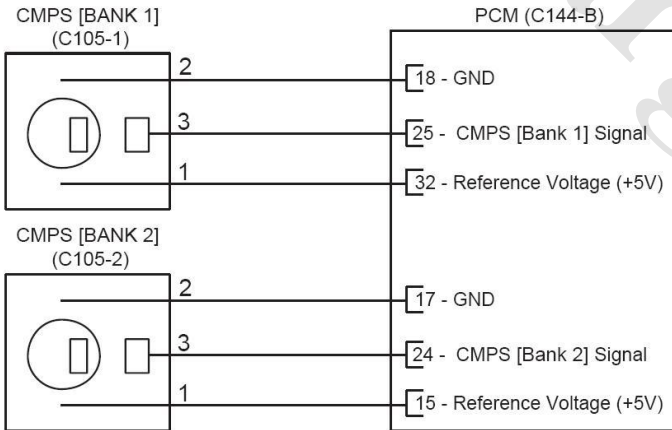 CMPS [BANK 1]
(C105-1)
PCM (C144-B)
2
18 - GND
3
25 - CMPS [Bank 1] Signal
1
32 - Reference Voltage (+5V)
CMPS [BANK 2]
(C105-2)
2
17 - GND
3
24 - CMPS [Bank 2] Signal
1
15 - Reference Voltage (+5V)